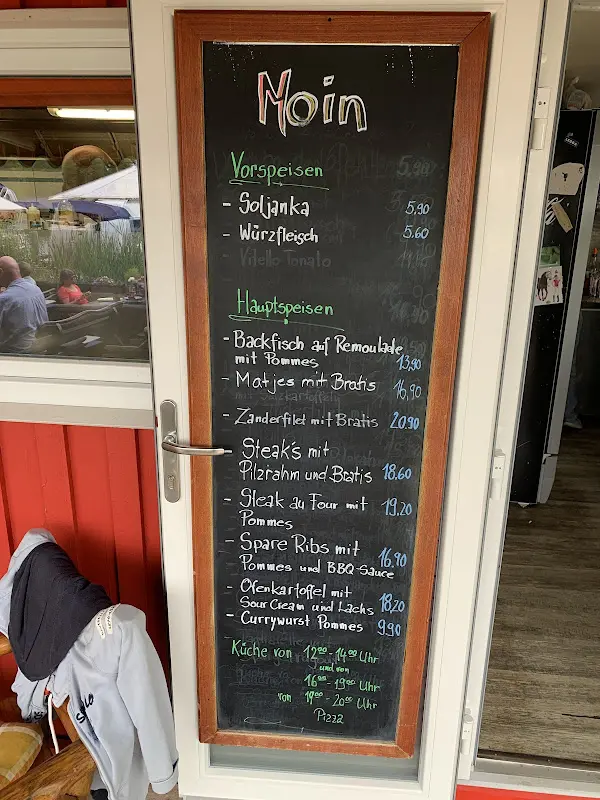 Moin
Vorspeisen
- Soljanka 5,90
- Würzfleisch 5.60
Vitello Tonato
Hauptspeisen
- Backfisch auf Remoulade
mit Pommes 13,90
- Matjes mit Bratis 16,90
- Zanderfilet mit Bratis 20.90
- Steak's mit
Pilzrahm und Bratis 18.60
- Steak au Four mit 19.20
Pommes
- Spare Ribs mit
Pommes und BBQ-Sauce 16,90
- Ofenkartoffel mit
Sour Cream und Lachs 18,20
- Currywurst Pommes 9,90
Küche von 12⁰⁰ - 14⁰⁰ Uhr
und von
16⁰⁰ - 19⁰⁰ Uhr
von 19⁰⁰ - 20⁰⁰ Uhr
Pizza